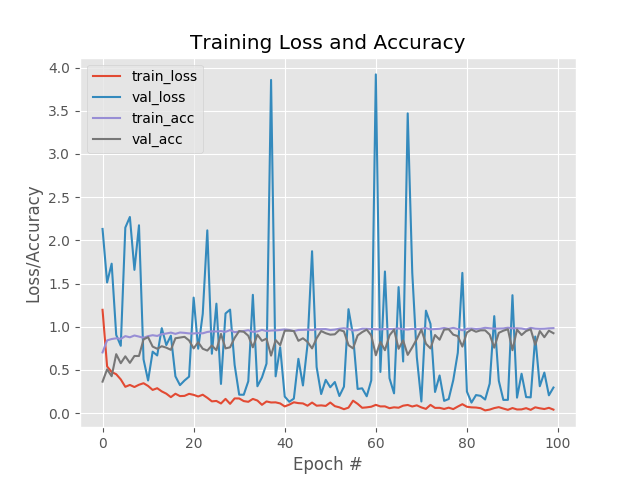 Training Loss and Accuracy
train_loss
val_loss
train_acc
val_acc
4.0
3.5
3.0
2.5
2.0
1.5
1.0
0.5
0.0
Loss/Accuracy
0 20 40 60 80 100
Epoch #